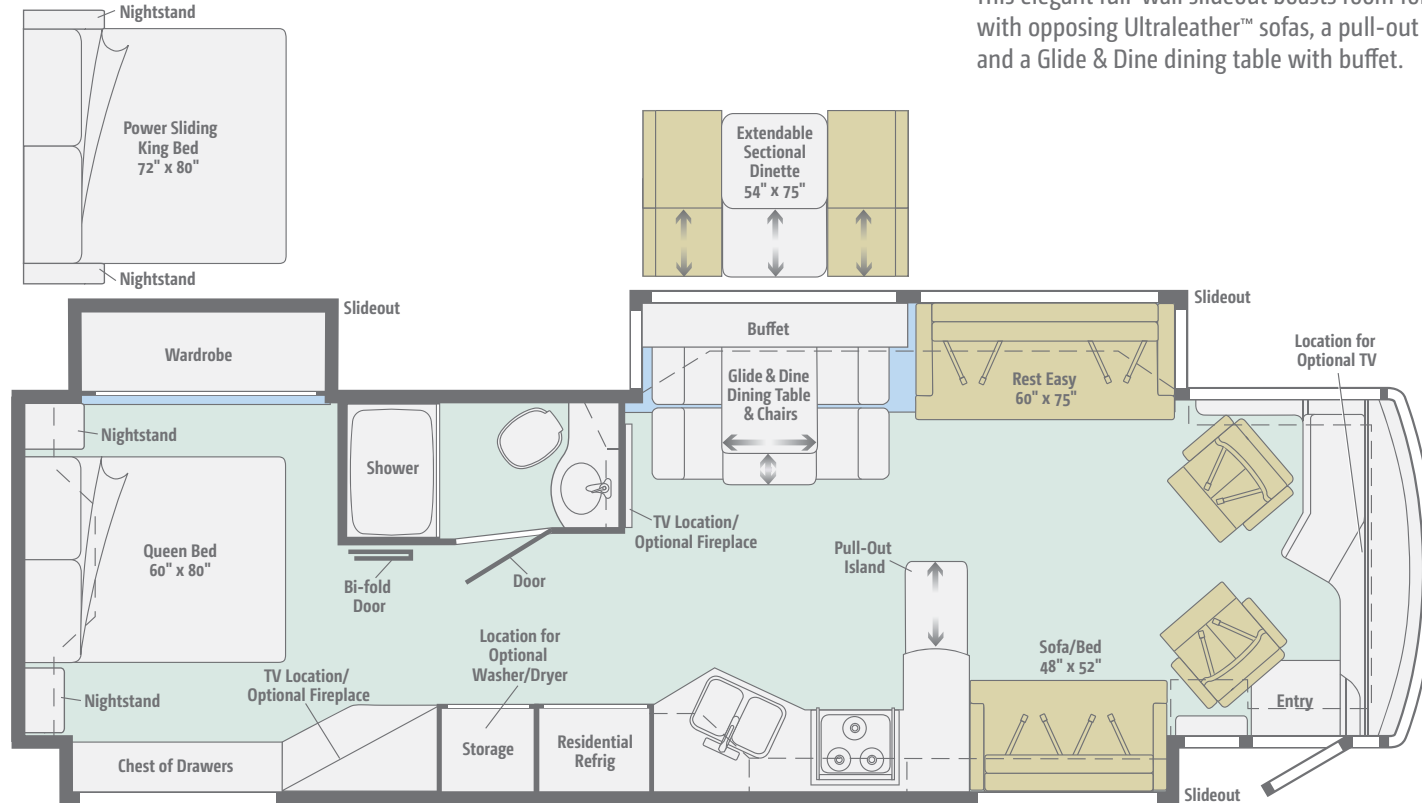 This elegant full-wall slideout boasts room for
with opposing Ultraleather™ sofas, a pull-out
and a Glide & Dine dining table with buffet.
Nightstand
Power Sliding
King Bed
72" x 80"
Nightstand
Extendable
Sectional
Dinette
54" x 75"
Slideout
Slideout
Wardrobe
Buffet
Location for
Optional TV
Glide & Dine
Dining Table
& Chairs
Rest Easy
60" x 75"
Nightstand
Shower
TV Location/
Optional Fireplace
Queen Bed
60" x 80"
Bi-fold
Door
Door
Pull-Out
Island
Location for
Optional
Washer/Dryer
Sofa/Bed
48" x 52"
TV Location/
Optional Fireplace
Nightstand
Entry
Storage
Residential
Refrig
Chest of Drawers
Slideout